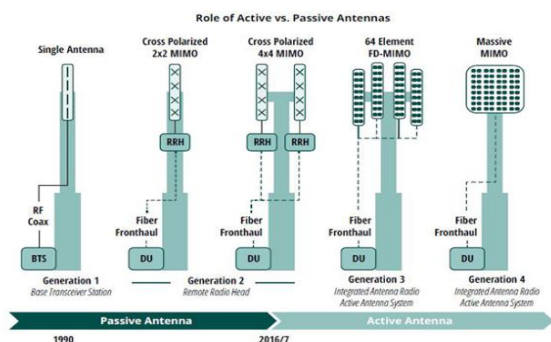 Role of Active vs. Passive Antennas
Single Antenna
Cross Polarized
2x2 MIMO
Cross Polarized
4x4 MIMO
64 Element
FD-MIMO
Massive
MIMO
RRH
RRH
RRH
RF
Coax
Fiber
Fronthaul
Fiber
Fronthaul
Fiber
Fronthaul
Fiber
Fronthaul
BTS
DU
DU
DU
DU
Generation 1
Base Transceiver Station
Generation 2
Remote Radio Head
Generation 3
Integrated Antenna Radio
Active Antenna System
Generation 4
Integrated Antenna Radio
Active Antenna System
Passive Antenna
Active Antenna
1990
2016/7